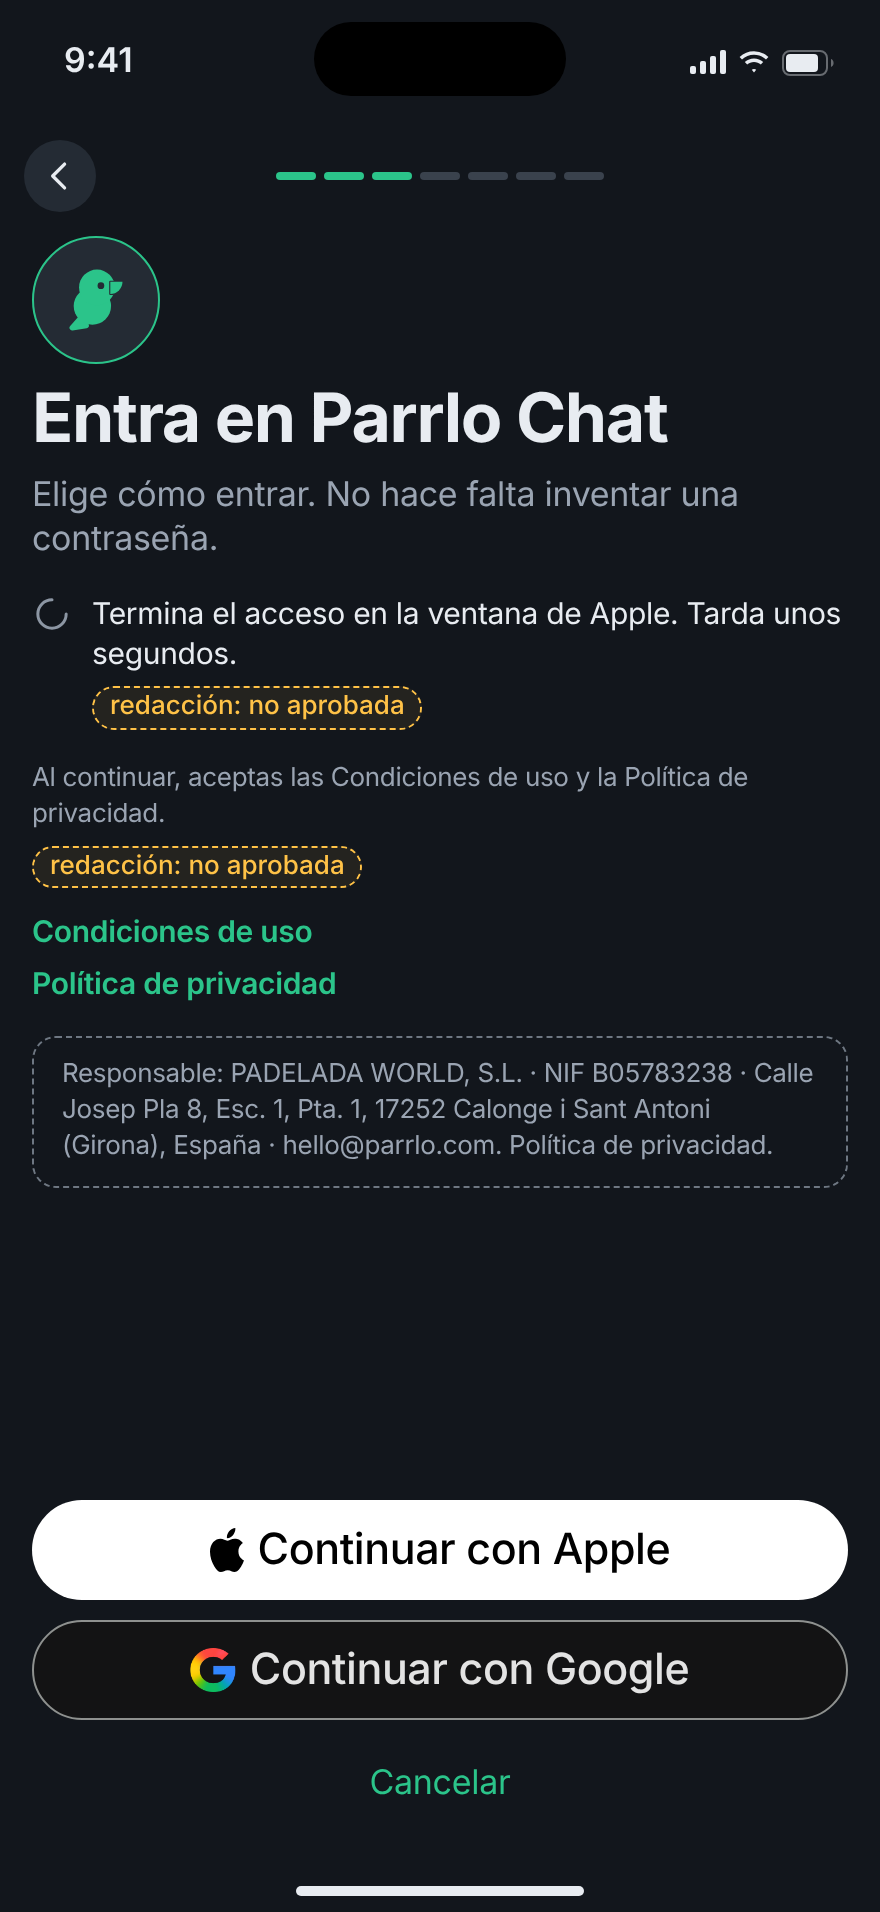 9:41
Entra en Parrlo Chat
Elige cómo entrar. No hace falta inventar una
contraseña.
Termina el acceso en la ventana de Apple. Tarda unos
segundos.
redacción: no aprobada
Al continuar, aceptas las Condiciones de uso y la Política de
privacidad.
redacción: no aprobada
Condiciones de uso
Política de privacidad
Responsable: PADELADA WORLD, S.L. · NIF B05783238 · Calle
Josep Pla 8, Esc. 1, Pta. 1, 17252 Calonge i Sant Antoni
(Girona), España · hello@parrlo.com. Política de privacidad.
Continuar con Apple
Continuar con Google
Cancelar